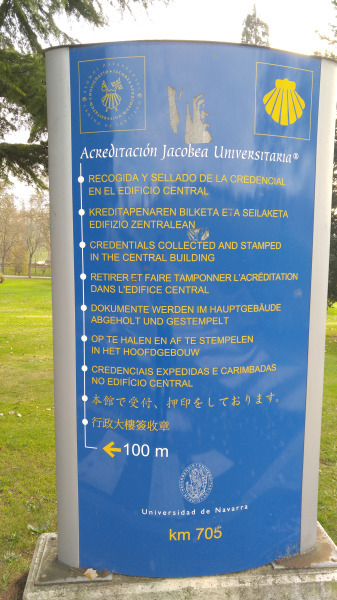 Acreditación Jacobea Universitaria®
RECOGIDA Y SELLADO DE LA CREDENCIAL
EN EL EDIFICIO CENTRAL
KREDITAPENAREN BILKETA ETA SEILAKETA
EDIFIZIO ZENTRALEAN
CREDENTIALS COLLECTED AND STAMPED
IN THE CENTRAL BUILDING
RETIRER ET FAIRE TAMPONNER L'ACRÉDITATION
DANS L'EDIFICE CENTRAL
DOKUMENTE WERDEN IM HAUPTGEBÄUDE
ABGEHOLT UND GESTEMPELT
OP TE HALEN EN AF TE STEMPELEN
IN HET HOOFDGEBOUW
CREDENCIAIS EXPEDIDAS E CARIMBADAS
NO EDIFÍCIO CENTRAL
本館で受付、押印をしております。
行政大樓簽收章
100 m
Universidad de Navarra
km 705